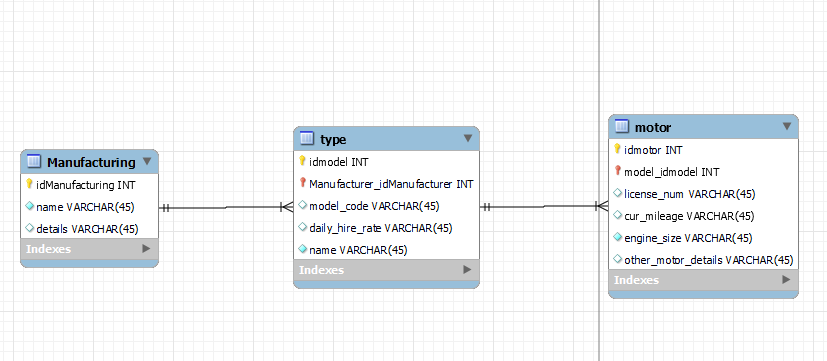 Manufacturing
idManufacturing INT
name VARCHAR(45)
details VARCHAR(45)
Indexes
type
idmodel INT
Manufacturer_idManufacturer INT
model_code VARCHAR(45)
daily_hire_rate VARCHAR(45)
name VARCHAR(45)
Indexes
motor
idmotor INT
model_idmodel INT
license_num VARCHAR(45)
cur_mileage VARCHAR(45)
engine_size VARCHAR(45)
other_motor_details VARCHAR(45)
Indexes